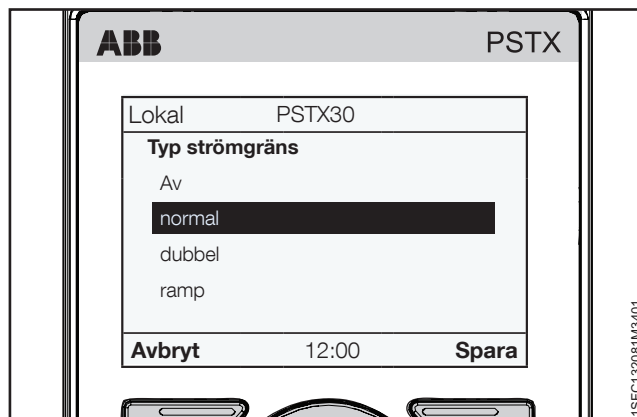 ABB PSTX
Lokal PSTX30
Typ strömgräns
Av
normal
dubbel
ramp
Avbryt 12:00 Spara
1SFC132081M3401